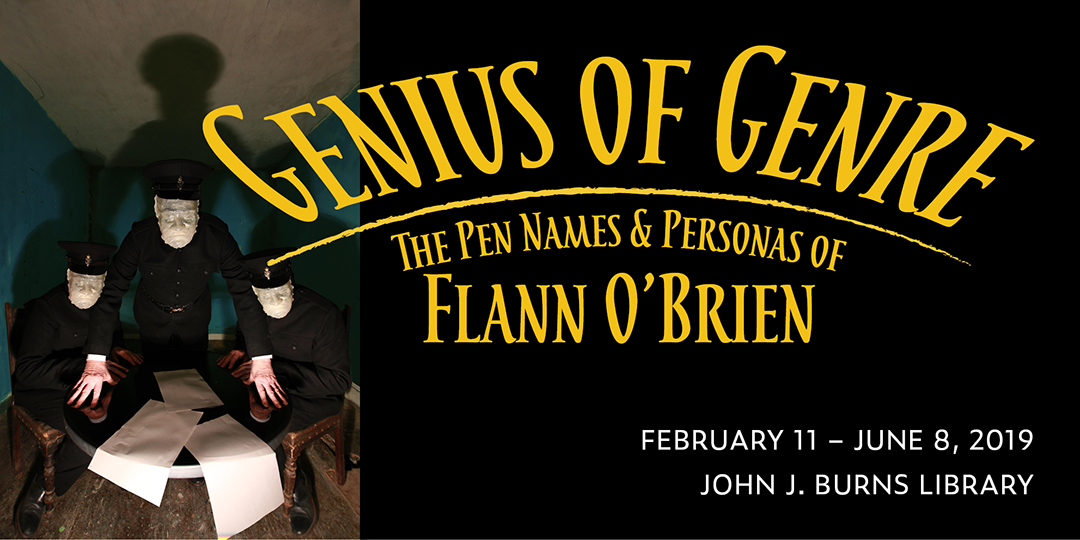 GENIUS OF GENRE
THE PEN NAMES & PERSONAS OF
FLANN O'BRIEN
FEBRUARY 11 – JUNE 8, 2019
JOHN J. BURNS LIBRARY